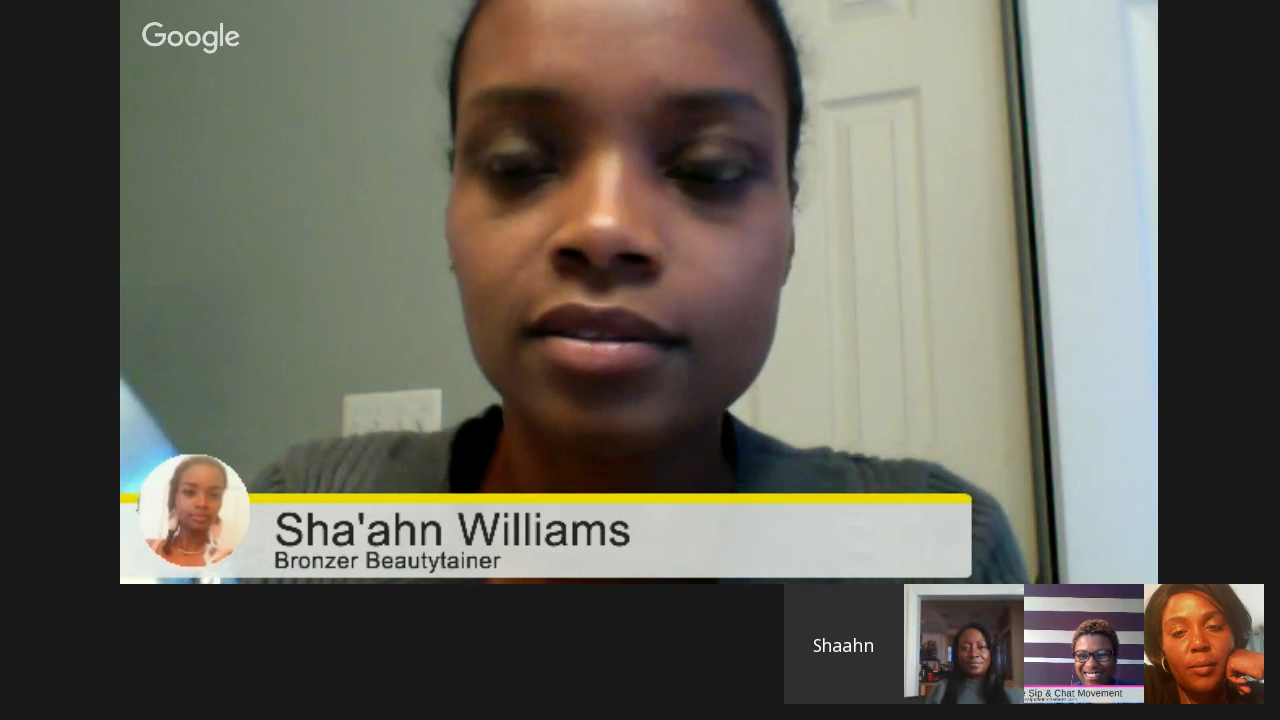 Google
Sha'ahn Williams
Bronzer Beautytainer
Shaahn
Sip & Chat Movement